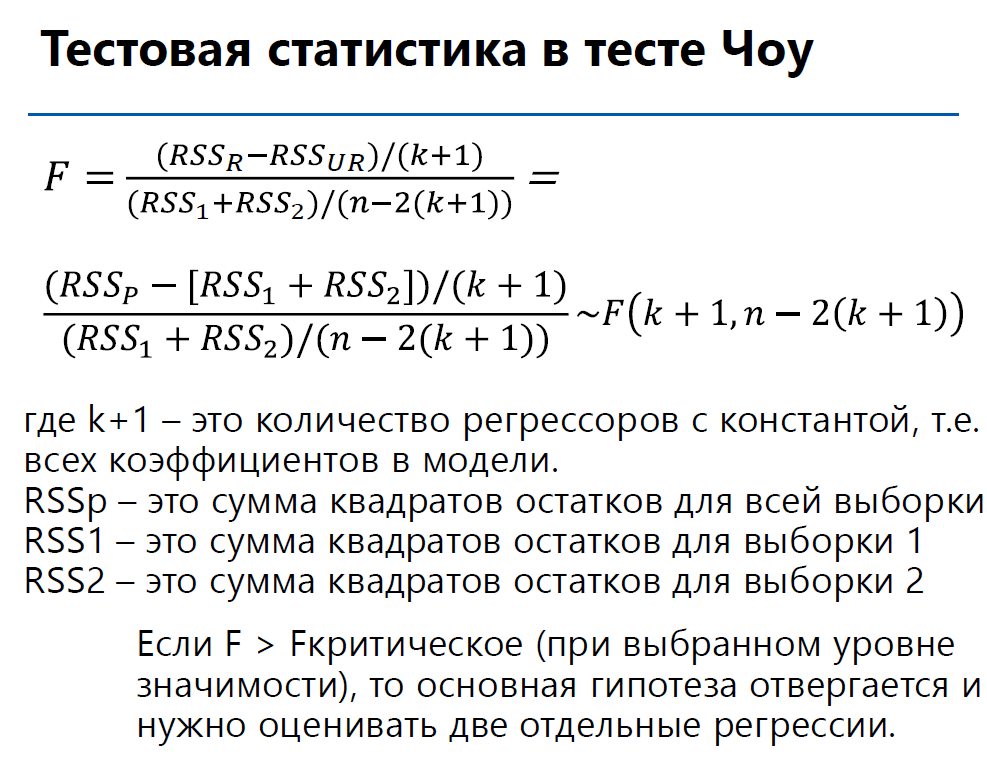 Тестовая статистика в тесте Чоу
F = (RSS_R−RSS_UR)/(k+1) / (RSS_1+RSS_2)/(n−2(k+1)) =
(RSS_P − [RSS_1 + RSS_2])/(k + 1) / (RSS_1 + RSS_2)/(n − 2(k + 1)) ~F(k + 1, n − 2(k + 1))
где k+1 – это количество регрессоров с константой, т.е.
всех коэффициентов в модели.
RSSp – это сумма квадратов остатков для всей выборки
RSS1 – это сумма квадратов остатков для выборки 1
RSS2 – это сумма квадратов остатков для выборки 2
Если F > Fкритическое (при выбранном уровне
значимости), то основная гипотеза отвергается и
нужно оценивать две отдельные регрессии.